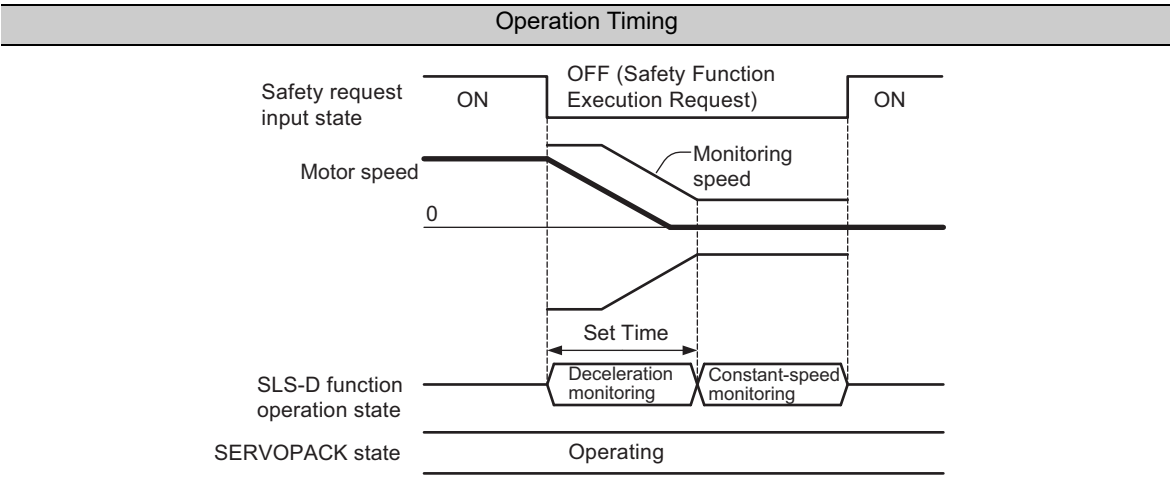 Operation Timing
Safety request
input state
ON
OFF (Safety Function
Execution Request)
ON
Motor speed
Monitoring
speed
0
Set Time
SLS-D function
operation state
Deceleration
monitoring
Constant-speed
monitoring
SERVOPACK state
Operating